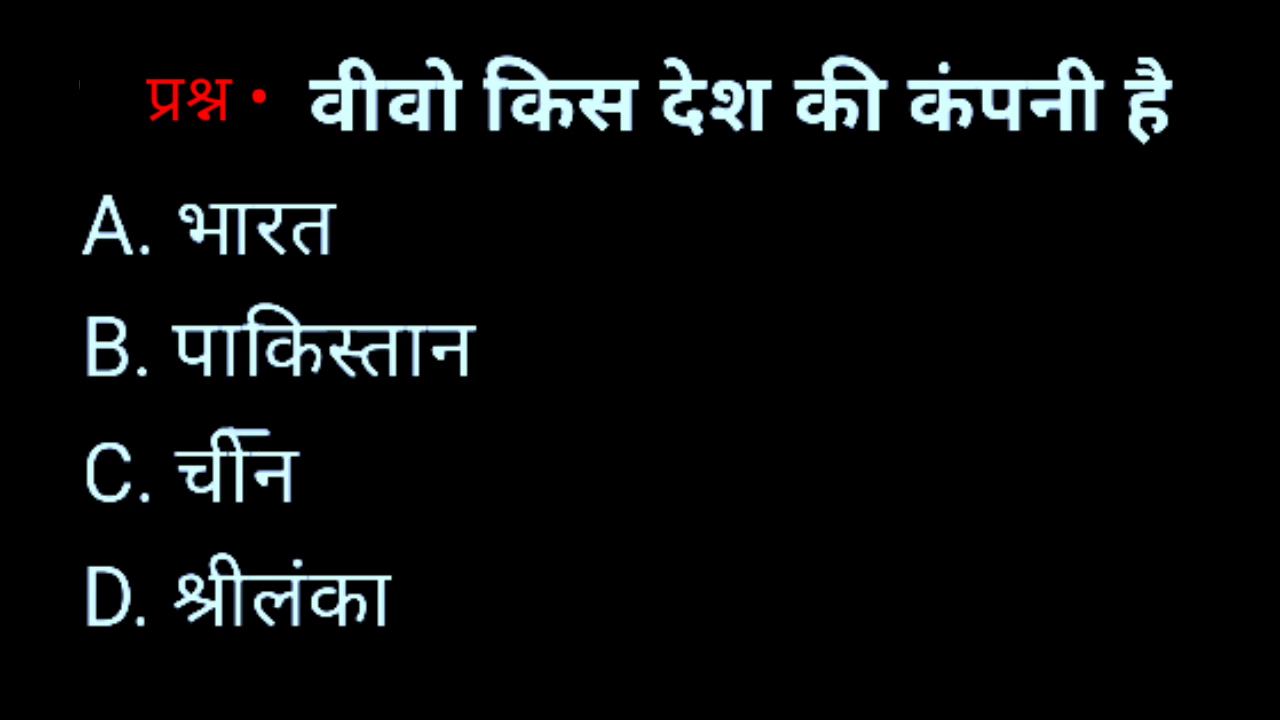 प्रश्न • वीवो किस देश की कंपनी है
A. भारत
B. पाकिस्तान
C. चीन
D. श्रीलंका